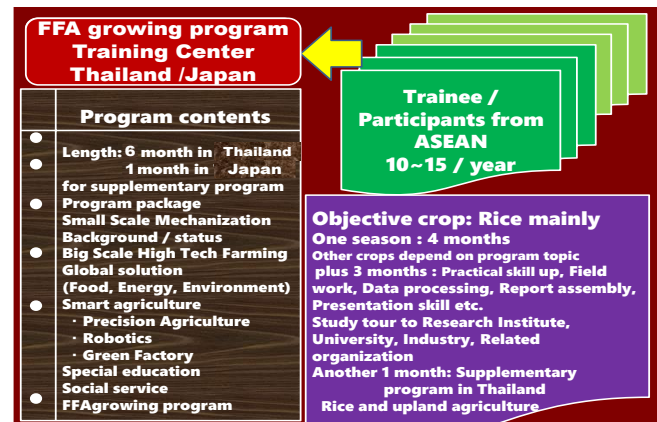 FFA growing program
Training Center
Thailand /Japan
Trainee /
Participants from
ASEAN
10~15 / year
Program contents
Length: 6 month in Thailand
1 month in Japan
for supplementary program
Program package
Small Scale Mechanization
Background / status
Big Scale High Tech Farming
Global solution
(Food, Energy, Environment)
Smart agriculture
・Precision Agriculture
・Robotics
・Green Factory
Special education
Social service
FFAgrowing program
Objective crop: Rice mainly
One season : 4 months
Other crops depend on program topic
plus 3 months : Practical skill up, Field
work, Data processing, Report assembly,
Presentation skill etc.
Study tour to Research Institute,
University, Industry, Related
organization
Another 1 month: Supplementary
program in Thailand
Rice and upland agriculture